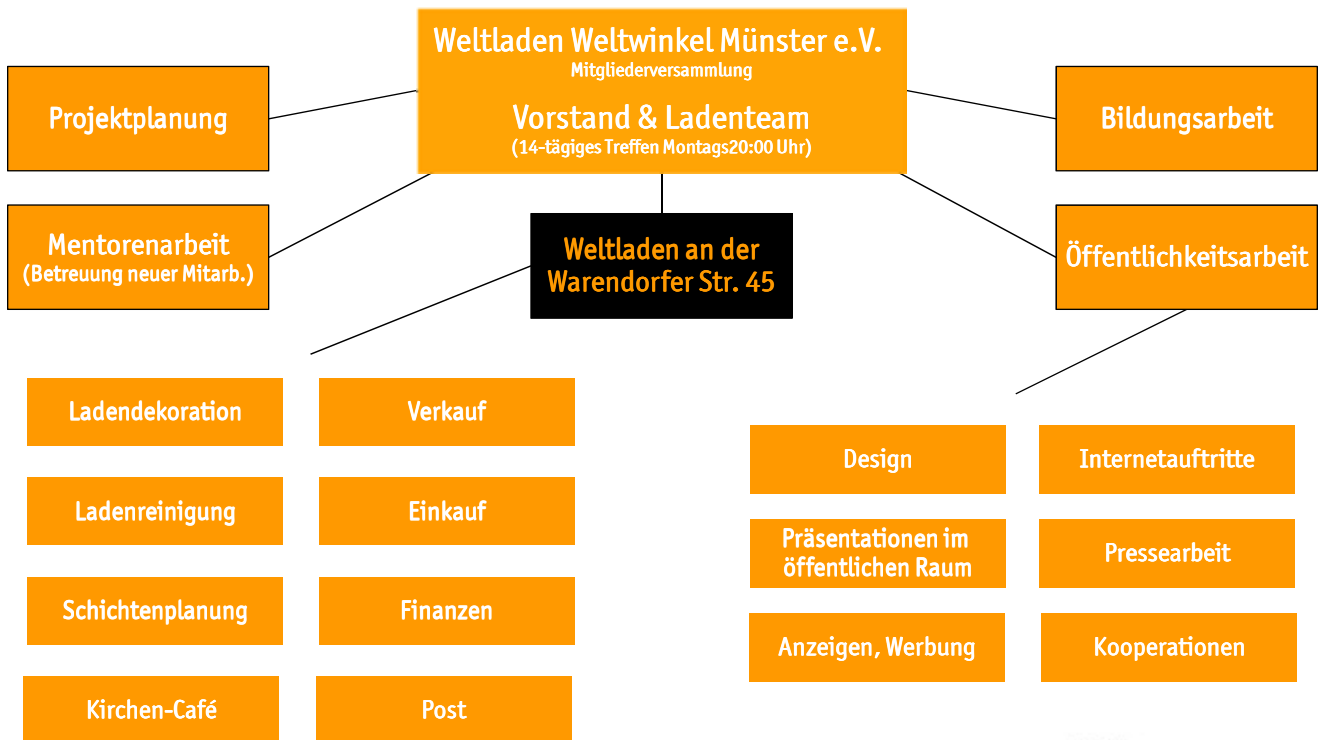 Weltladen Weltwinkel Münster e.V.
Mitgliederversammlung
Vorstand & Ladenteam
(14-tägiges Treffen Montags20:00 Uhr)
Projektplanung
Bildungsarbeit
Mentorenarbeit
(Betreuung neuer Mitarb.)
Weltladen an der
Warendorfer Str. 45
Öffentlichkeitsarbeit
Ladendekoration
Verkauf
Ladenreinigung
Einkauf
Schichtenplanung
Finanzen
Kirchen-Café
Post
Design
Internetauftritte
Präsentationen im
öffentlichen Raum
Pressearbeit
Anzeigen, Werbung
Kooperationen